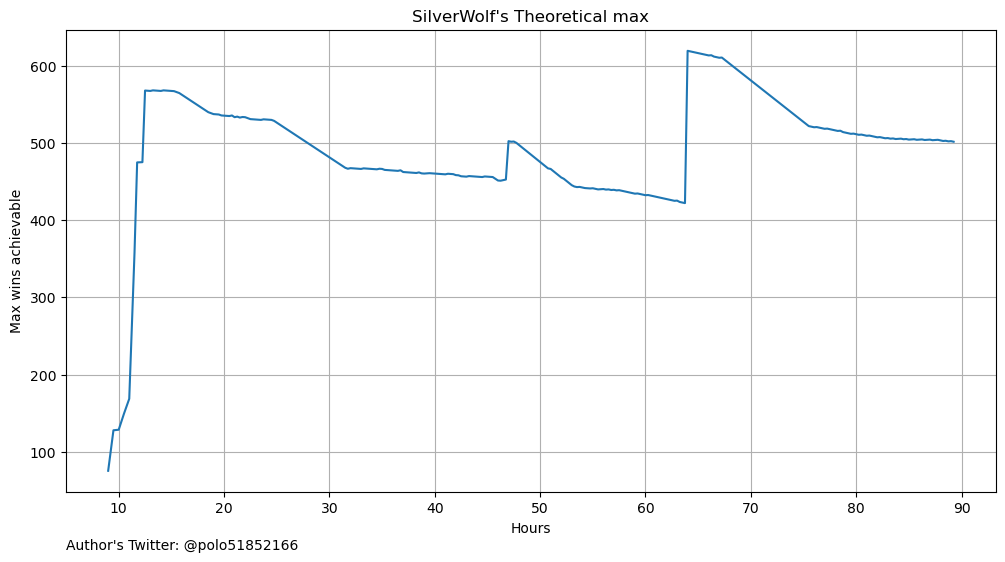 SilverWolf's Theoretical max
Max wins achievable
600
500
400
300
200
100
10 20 30 40 50 60 70 80 90
Hours
Author's Twitter: @polo51852166